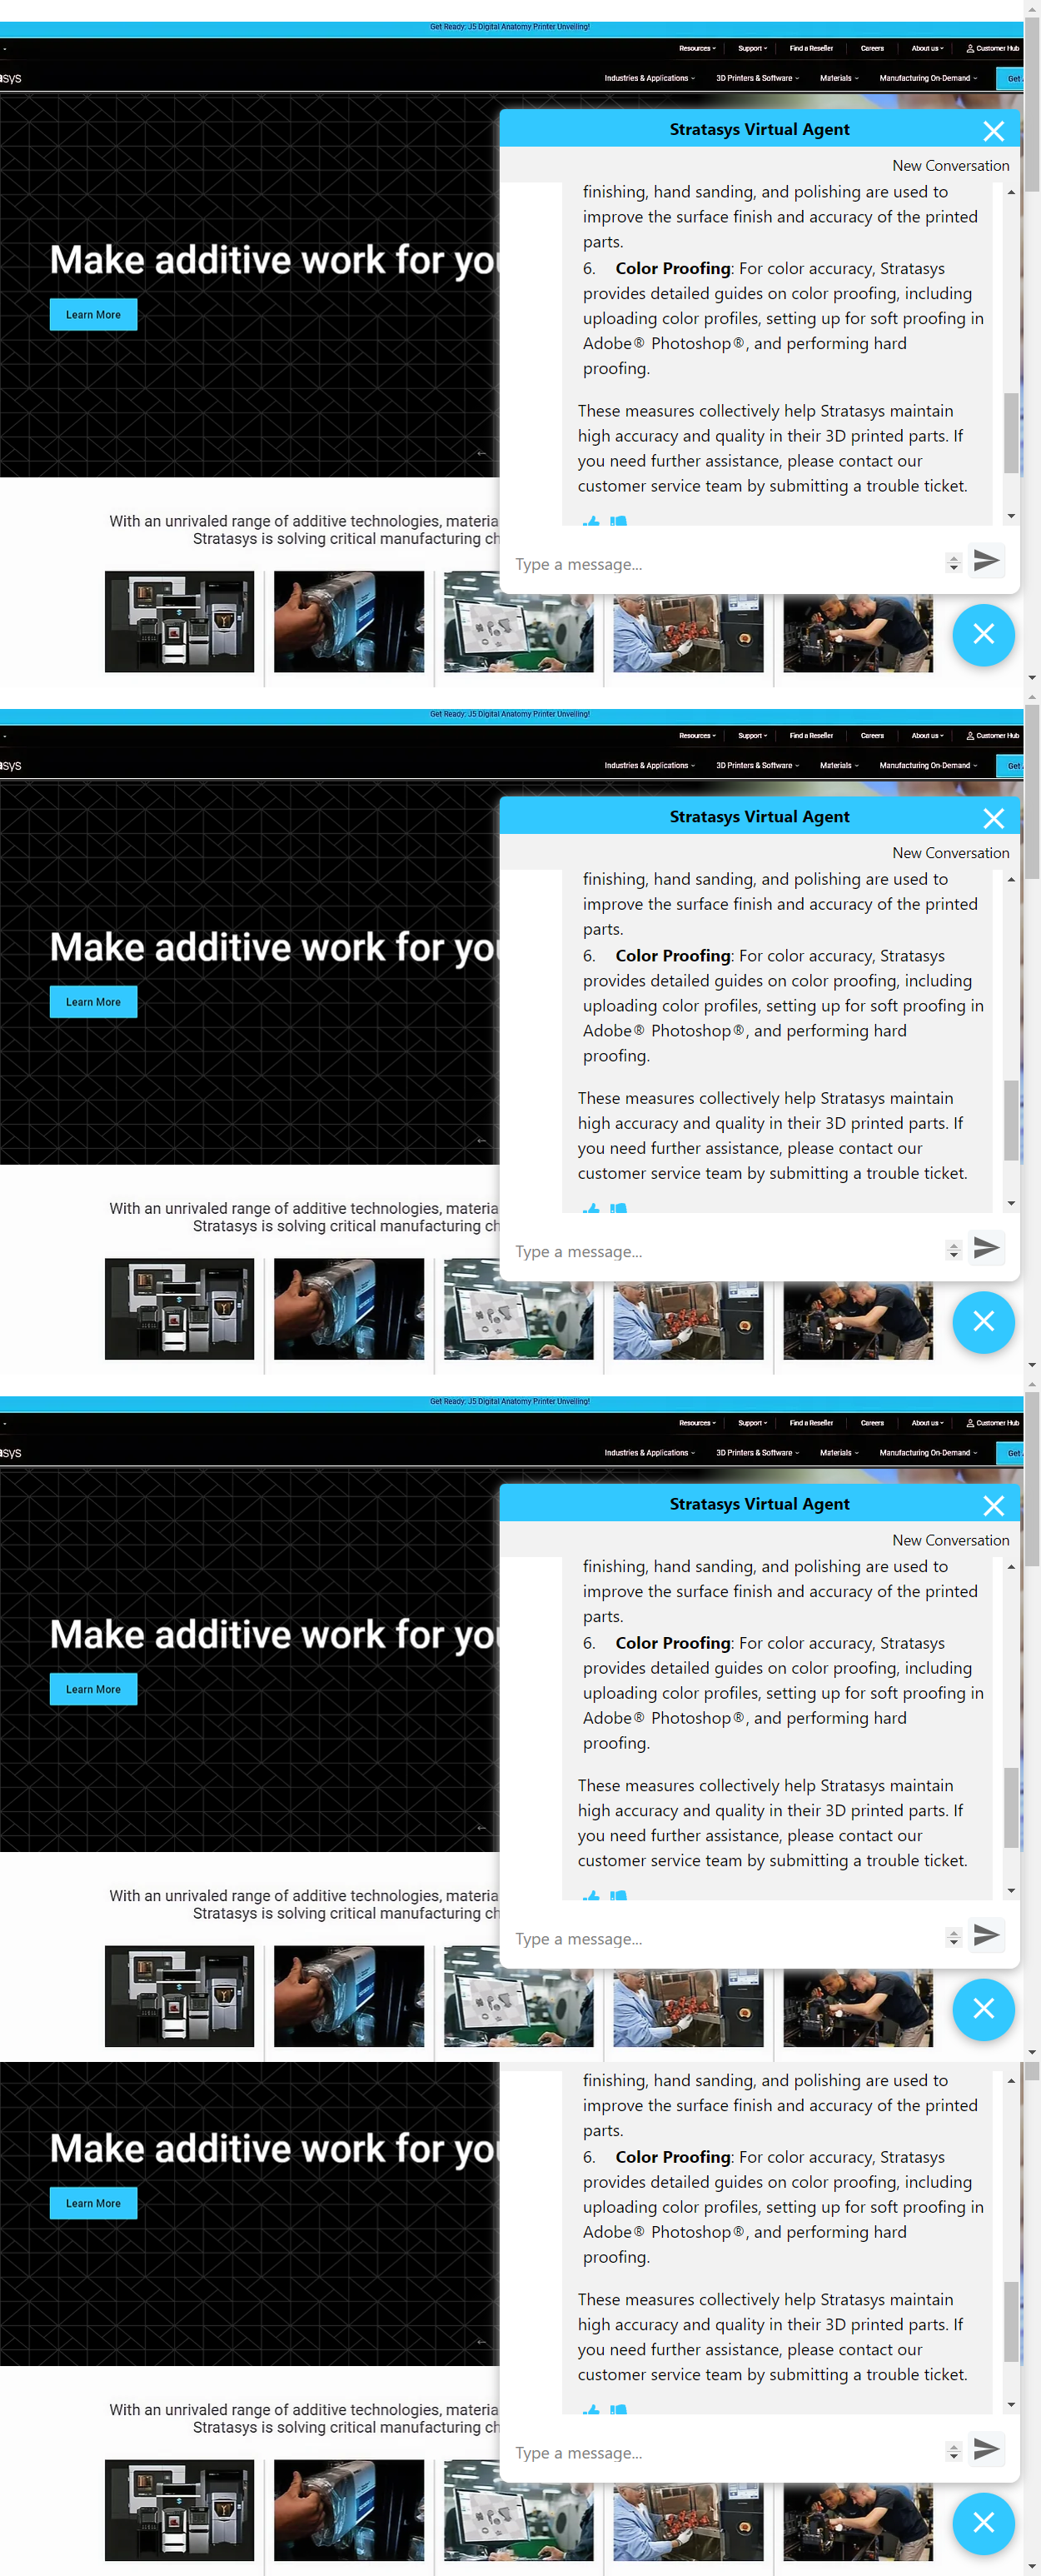 Get Ready: J5 Digital Anatomy Printer Unveiling!
Resources Support Find a Reseller Careers About us Customer Hub
asys Industries & Applications 3D Printers & Software Materials Manufacturing On-Demand Get
Make additive work for you
Learn More
With an unrivaled range of additive technologies, materia
Stratasys is solving critical manufacturing ch
Stratasys Virtual Agent
New Conversation
finishing, hand sanding, and polishing are used to
improve the surface finish and accuracy of the printed
parts.
6. Color Proofing: For color accuracy, Stratasys
provides detailed guides on color proofing, including
uploading color profiles, setting up for soft proofing in
Adobe® Photoshop®, and performing hard
proofing.
These measures collectively help Stratasys maintain
high accuracy and quality in their 3D printed parts. If
you need further assistance, please contact our
customer service team by submitting a trouble ticket.
Type a message...
Get Ready: J5 Digital Anatomy Printer Unveiling!
Resources Support Find a Reseller Careers About us Customer Hub
asys Industries & Applications 3D Printers & Software Materials Manufacturing On-Demand Get
Make additive work for you
Learn More
With an unrivaled range of additive technologies, materia
Stratasys is solving critical manufacturing ch
Stratasys Virtual Agent
New Conversation
finishing, hand sanding, and polishing are used to
improve the surface finish and accuracy of the printed
parts.
6. Color Proofing: For color accuracy, Stratasys
provides detailed guides on color proofing, including
uploading color profiles, setting up for soft proofing in
Adobe® Photoshop®, and performing hard
proofing.
These measures collectively help Stratasys maintain
high accuracy and quality in their 3D printed parts. If
you need further assistance, please contact our
customer service team by submitting a trouble ticket.
Type a message...
Get Ready: J5 Digital Anatomy Printer Unveiling!
Resources Support Find a Reseller Careers About us Customer Hub
asys Industries & Applications 3D Printers & Software Materials Manufacturing On-Demand Get
Make additive work for you
Learn More
With an unrivaled range of additive technologies, materia
Stratasys is solving critical manufacturing ch
Stratasys Virtual Agent
New Conversation
finishing, hand sanding, and polishing are used to
improve the surface finish and accuracy of the printed
parts.
6. Color Proofing: For color accuracy, Stratasys
provides detailed guides on color proofing, including
uploading color profiles, setting up for soft proofing in
Adobe® Photoshop®, and performing hard
proofing.
These measures collectively help Stratasys maintain
high accuracy and quality in their 3D printed parts. If
you need further assistance, please contact our
customer service team by submitting a trouble ticket.
Type a message...
Make additive work for you
Learn More
With an unrivaled range of additive technologies, materia
Stratasys is solving critical manufacturing ch
finishing, hand sanding, and polishing are used to
improve the surface finish and accuracy of the printed
parts.
6. Color Proofing: For color accuracy, Stratasys
provides detailed guides on color proofing, including
uploading color profiles, setting up for soft proofing in
Adobe® Photoshop®, and performing hard
proofing.
These measures collectively help Stratasys maintain
high accuracy and quality in their 3D printed parts. If
you need further assistance, please contact our
customer service team by submitting a trouble ticket.
Type a message...